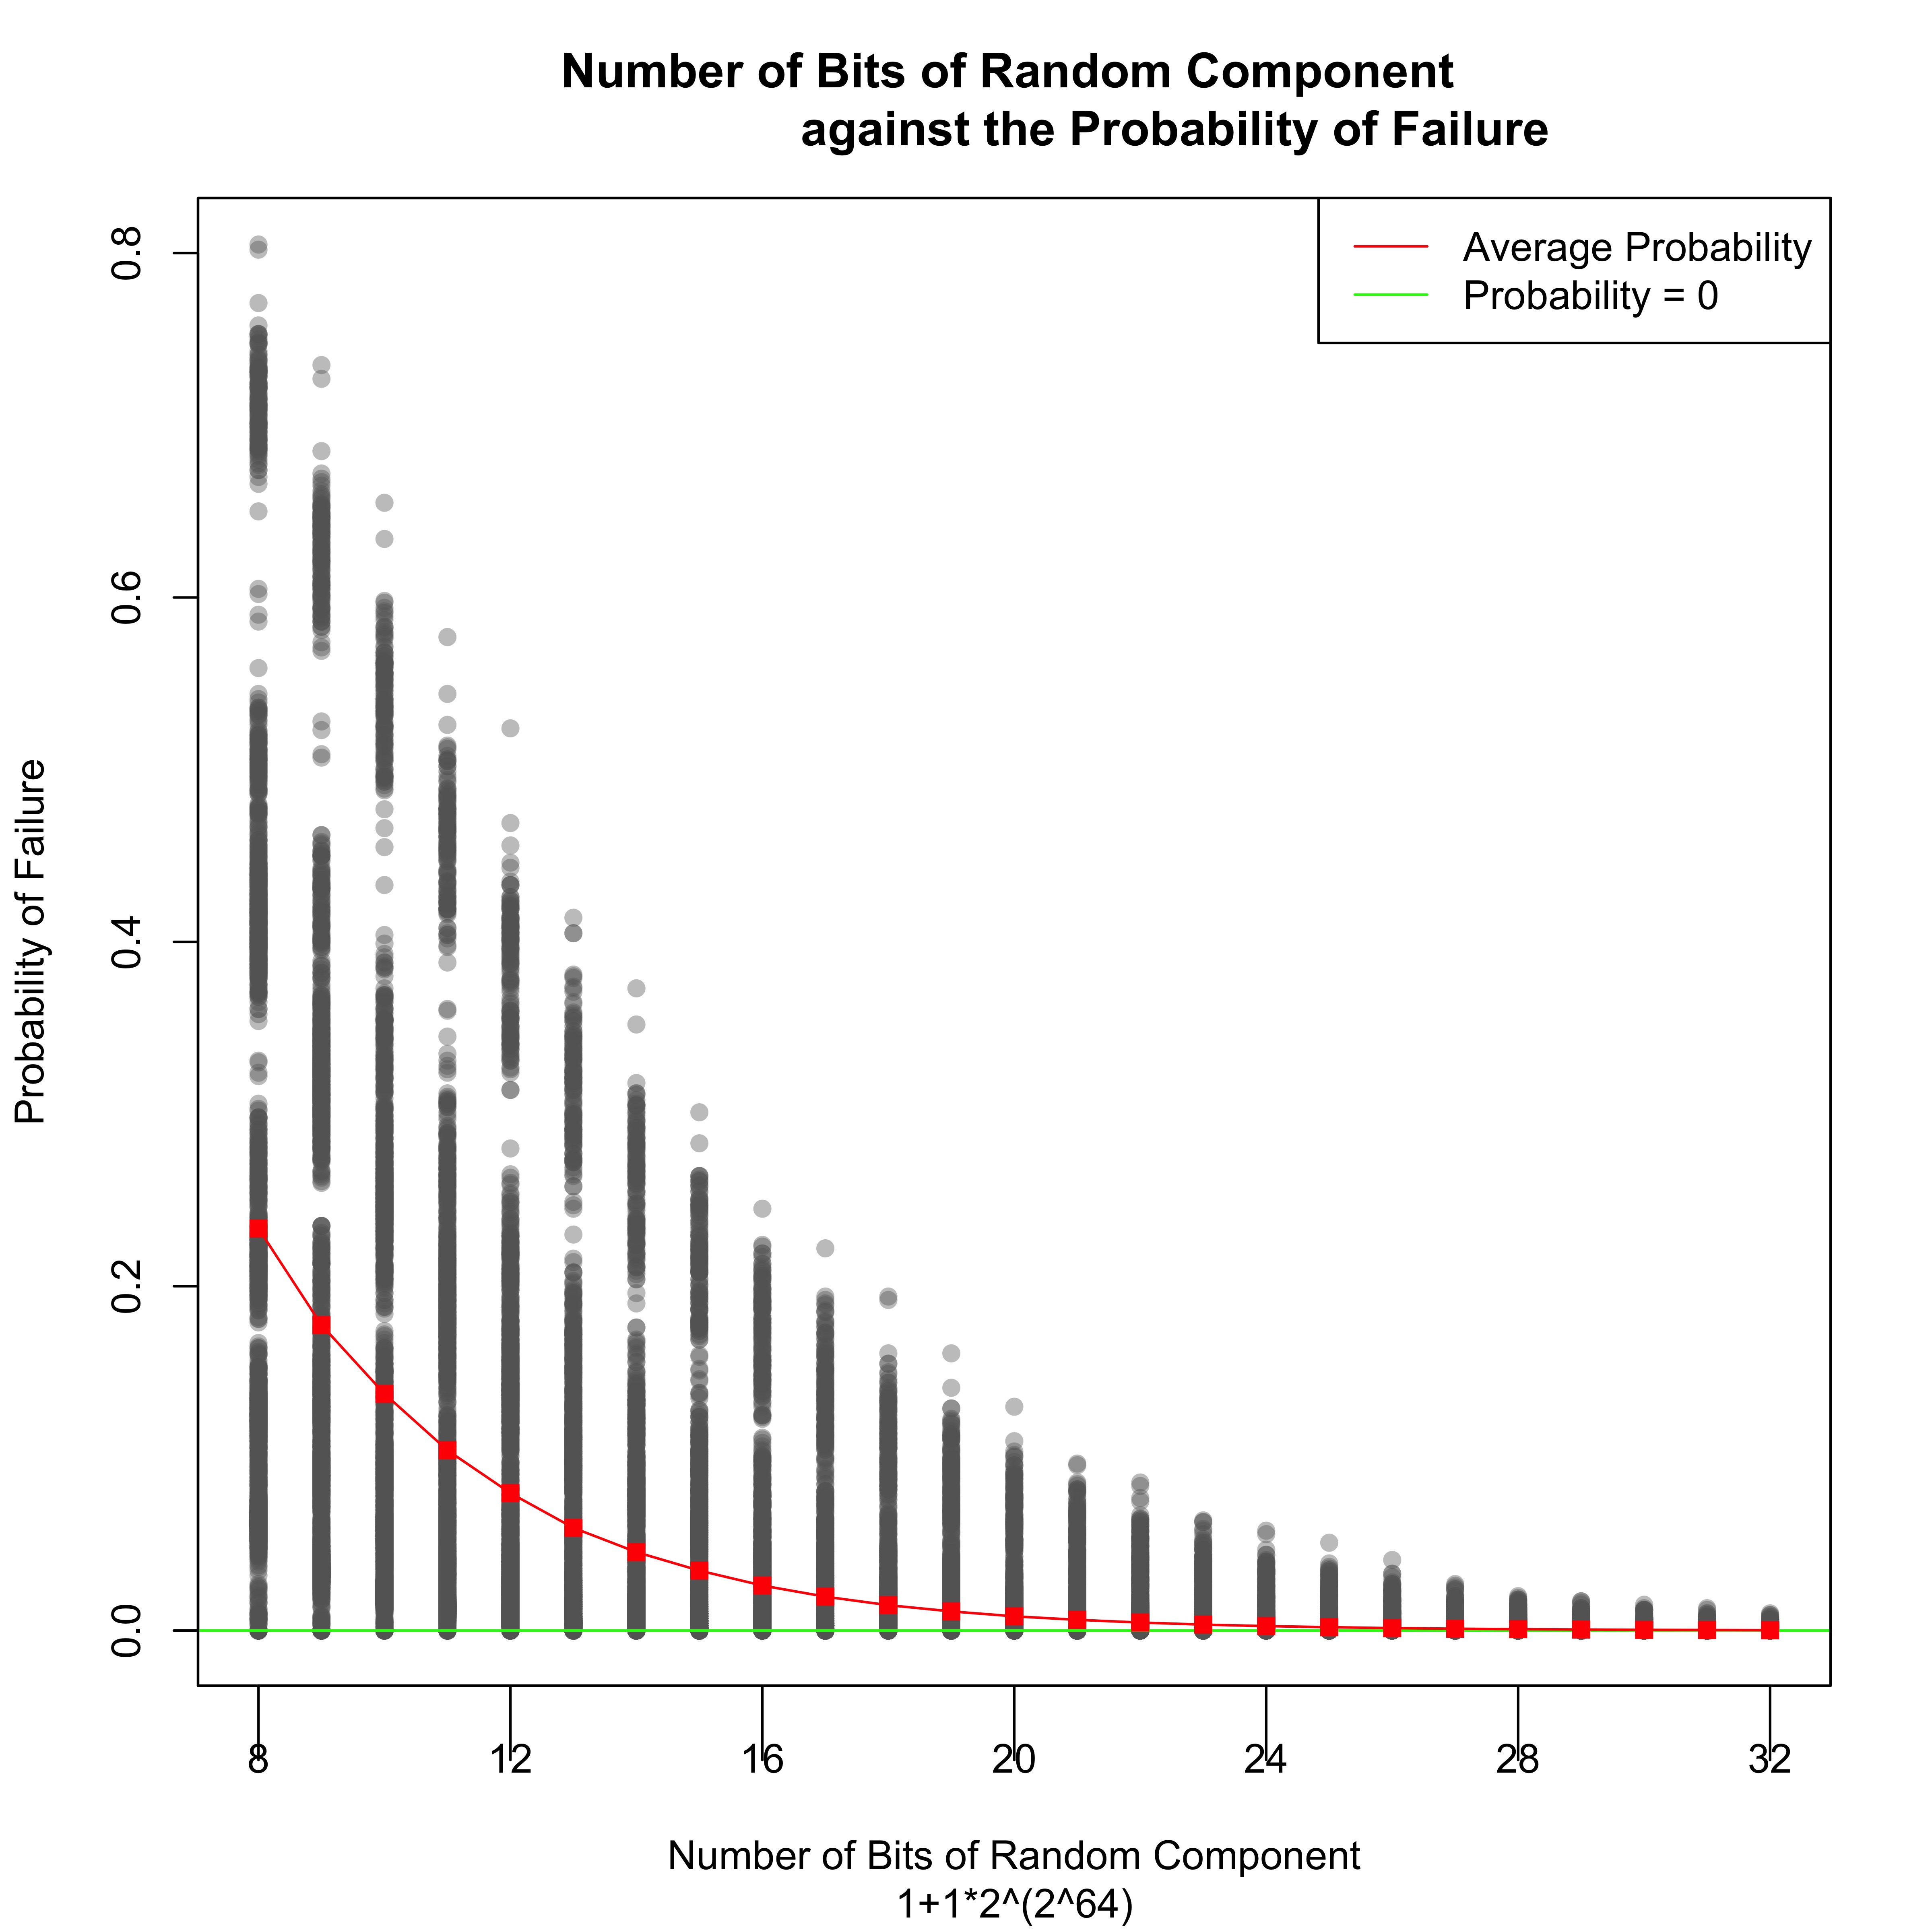 Number of Bits of Random Component
against the Probability of Failure
Average Probability
Probability = 0
Probability of Failure
0.8
0.6
0.4
0.2
0.0
8 12 16 20 24 28 32
Number of Bits of Random Component
1+1*2^(2^64)